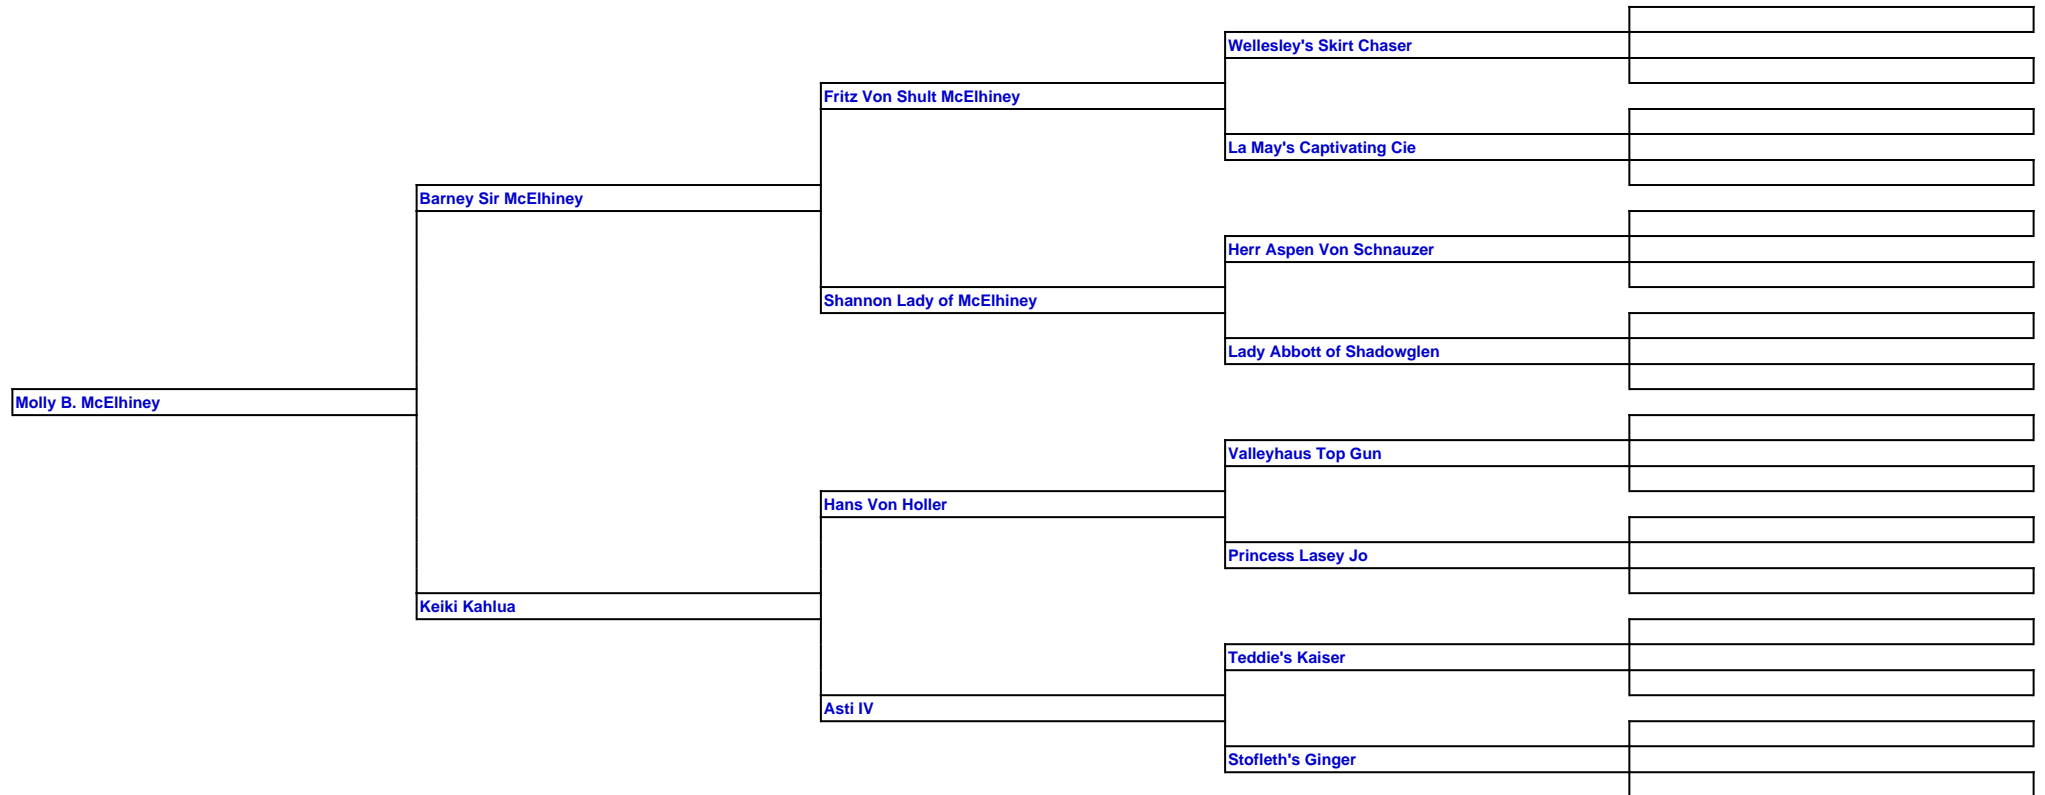 Wellesley's Skirt Chaser
Fritz Von Shult McElhiney
La May's Captivating Cie
Barney Sir McElhiney
Herr Aspen Von Schnauzer
Shannon Lady of McElhiney
Lady Abbott of Shadowglen
Molly B. McElhiney
Valleyhaus Top Gun
Hans Von Holler
Princess Lasey Jo
Keiki Kahlua
Teddie's Kaiser
Asti IV
Stofleth's Ginger